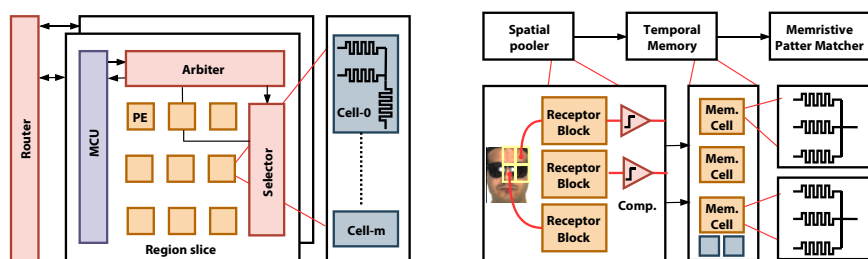 Router
MCU
Arbiter
PE
Selector
Region slice
Cell-0
Cell-m
Spatial
pooler
Temporal
Memory
Memristive
Patter Matcher
Receptor
Block
Receptor
Block
Receptor
Block
Comp.
Mem.
Cell
Mem.
Cell
Mem.
Cell